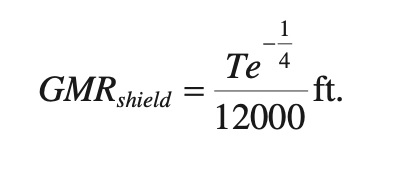 GMR_shield = Te^(-1/4) / 12000 ft.